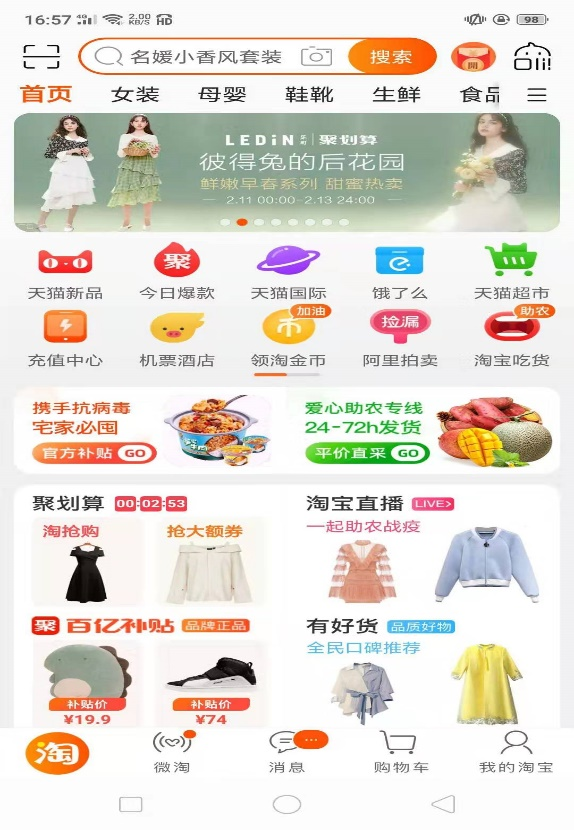 16:57 4G 2.00 KB/S HD 98
名媛小香风套装 搜索 開 Oli!
首页 女装 母婴 鞋靴 生鲜 食品
LEDiN 乐町 | 聚划算
彼得兔的后花园
鲜嫩早春系列 甜蜜热卖
2.11 00:00-2.13 24:00
聚
天猫新品 今日爆款 天猫国际 饿了么 天猫超市
加油 捡漏 助农
充值中心 机票酒店 领淘金币 阿里拍卖 淘宝吃货
携手抗病毒
宅家必囤
官方补贴 GO
爱心助农专线
24-72h发货
平价直采 GO
聚划算 00:02:53
淘抢购 抢大额券
淘宝直播 LIVE>
一起助农战疫
聚 百亿补贴 品牌正品
补贴价 补贴价
¥19.9 ¥74
有好货 品质好物
全民口碑推荐
淘 微淘 消息 购物车 我的淘宝